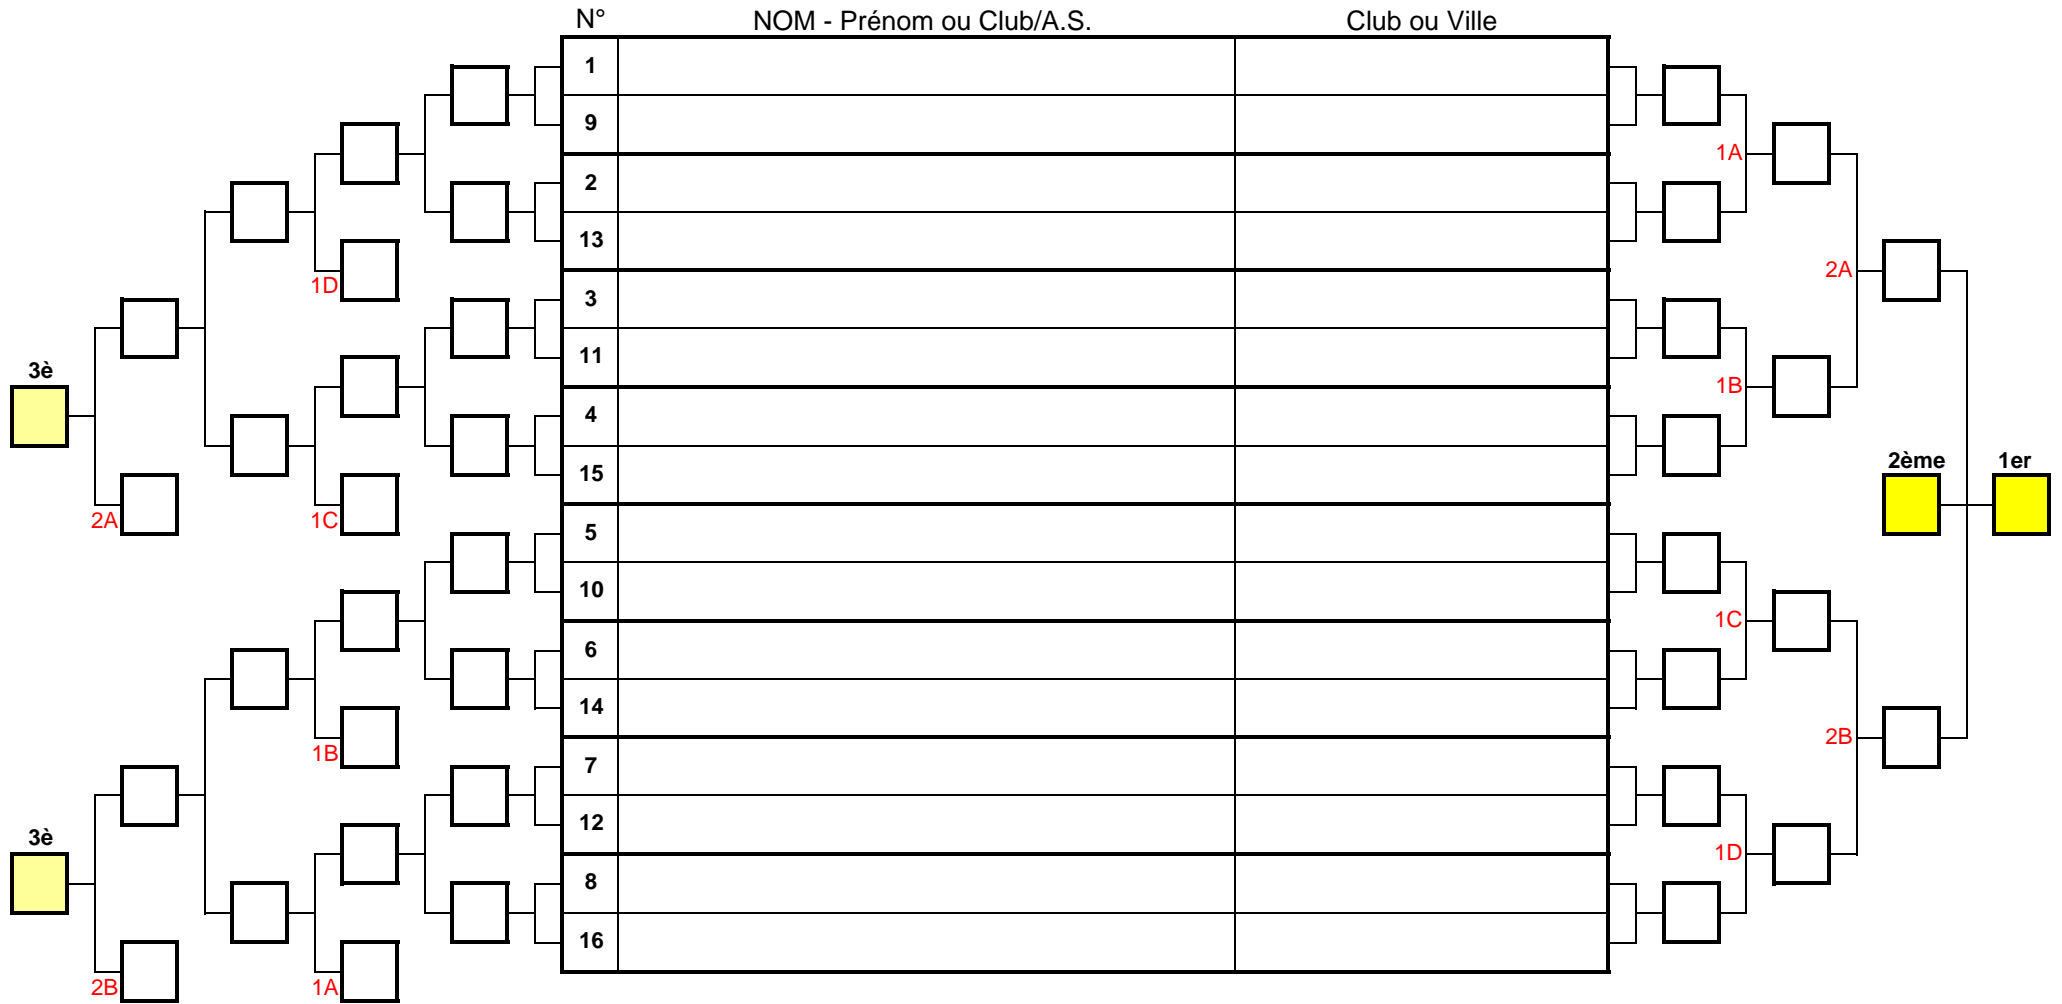 N° NOM - Prénom ou Club/A.S. Club ou Ville
1
9
1A
2
13
1D
2A
3
11
3è
1B
4
15
2ème 1er
2A
1C
5
10
1C
6
14
1B
2B
7
12
3è
1D
8
16
2B
1A